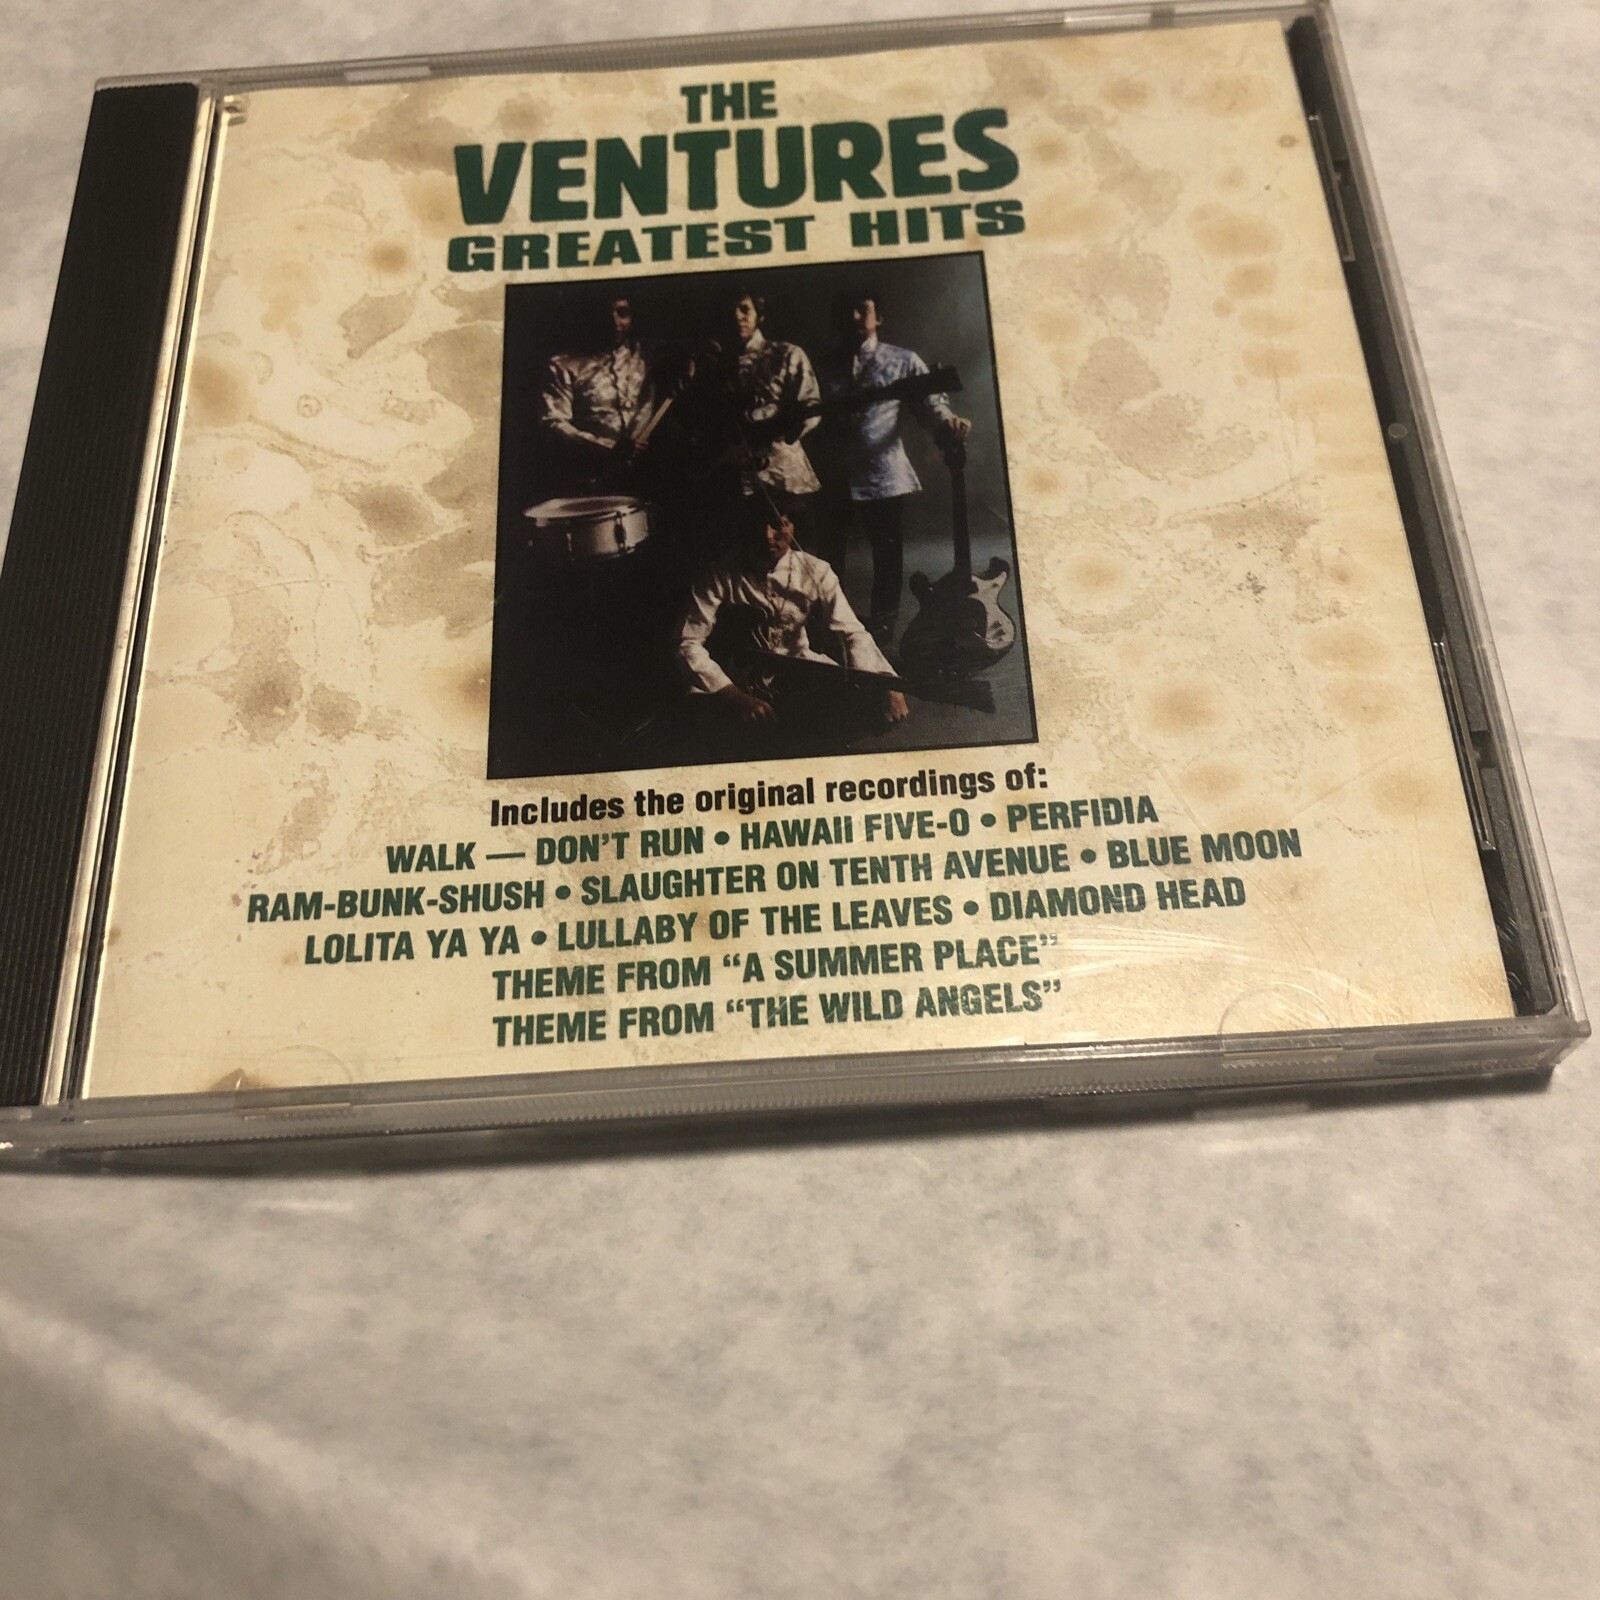 THE
VENTURES
GREATEST HITS
Includes the original recordings of:
WALK — DON'T RUN • HAWAII FIVE-O • PERFIDIA
RAM-BUNK-SHUSH • SLAUGHTER ON TENTH AVENUE • BLUE MOON
LOLITA YA YA • LULLABY OF THE LEAVES • DIAMOND HEAD
THEME FROM “A SUMMER PLACE”
THEME FROM “THE WILD ANGELS”